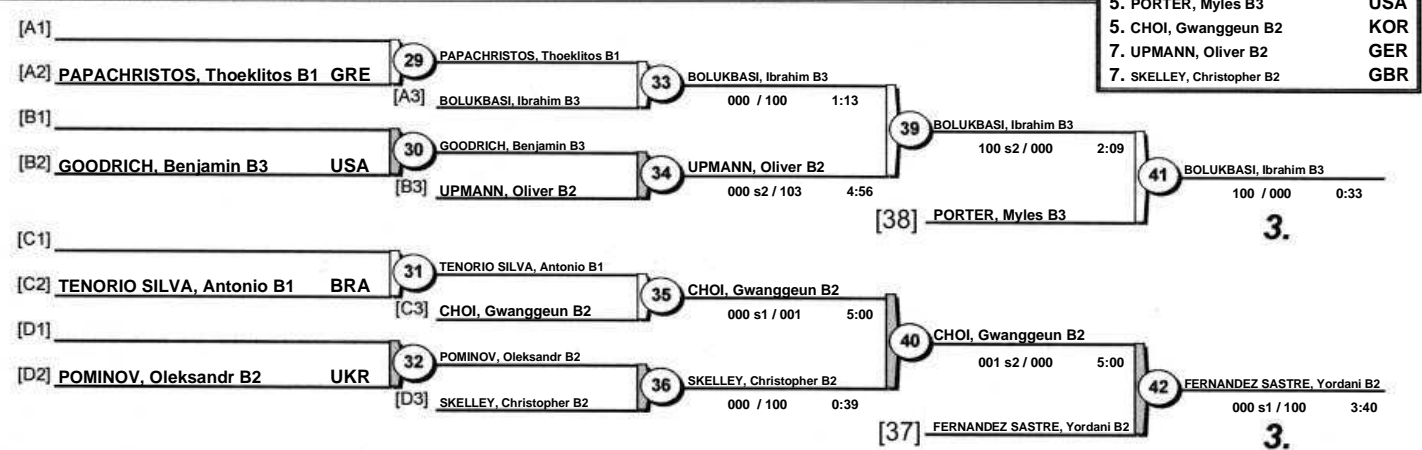 5. PORTER, Myles B3 USA
5. CHOI, Gwanggeun B2 KOR
7. UPMANN, Oliver B2 GER
7. SKELLEY, Christopher B2 GBR
[A1]
[A2] PAPACHRISTOS, Thoeklitos B1 GRE
29
[A3]
PAPACHRISTOS, Thoeklitos B1
BOLUKBASI, Ibrahim B3
33
BOLUKBASI, Ibrahim B3
000 / 100 1:13
[B1]
[B2] GOODRICH, Benjamin B3 USA
30
[B3]
GOODRICH, Benjamin B3
UPMANN, Oliver B2
34
UPMANN, Oliver B2
000 s2 / 103 4:56
39
BOLUKBASI, Ibrahim B3
100 s2 / 000 2:09
[38] PORTER, Myles B3
41
BOLUKBASI, Ibrahim B3
100 / 000 0:33
3.
[C1]
[C2] TENORIO SILVA, Antonio B1 BRA
31
[C3]
TENORIO SILVA, Antonio B1
CHOI, Gwanggeun B2
35
CHOI, Gwanggeun B2
000 s1 / 001 5:00
[D1]
[D2] POMINOV, Oleksandr B2 UKR
32
[D3]
POMINOV, Oleksandr B2
SKELLEY, Christopher B2
36
SKELLEY, Christopher B2
000 / 100 0:39
40
CHOI, Gwanggeun B2
001 s2 / 000 5:00
[37] FERNANDEZ SASTRE, Yordani B2
42
FERNANDEZ SASTRE, Yordani B2
000 s1 / 100 3:40
3.